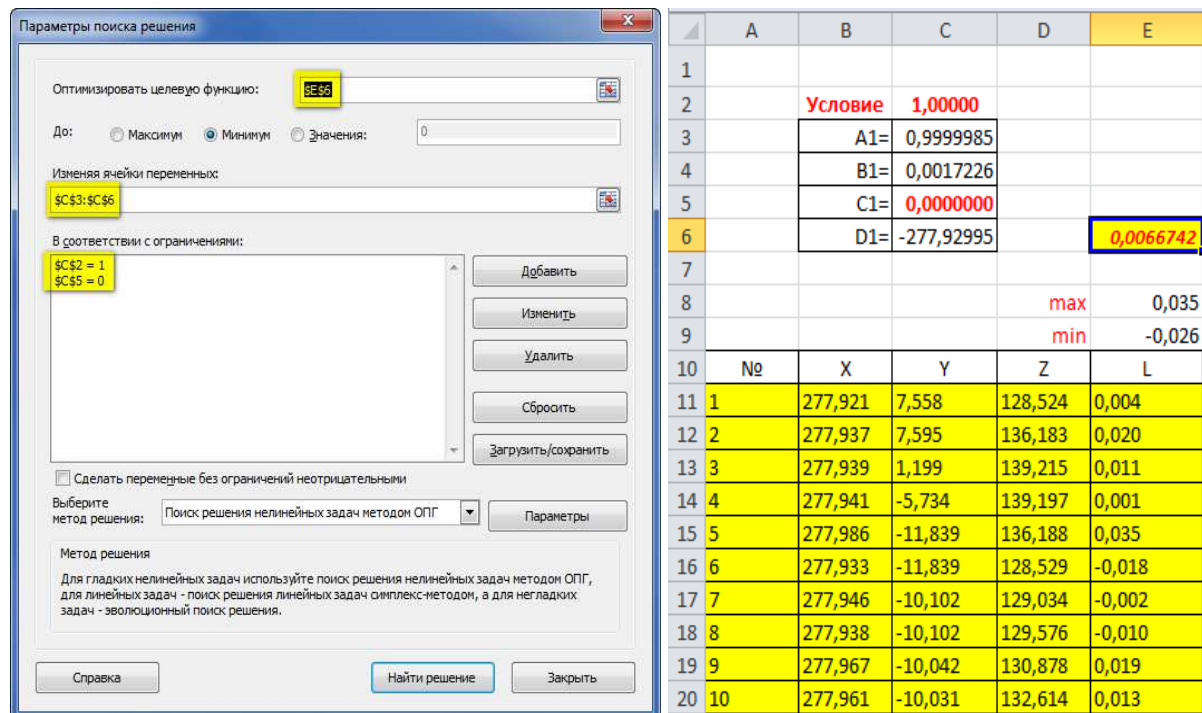 Параметры поиска решения
X
Оптимизировать целевую функцию:
$E$6
До:
Максимум
Минимум
Значения:
0
Изменяя ячейки переменных:
$C$3:$C$6
В соответствии с ограничениями:
$C$2 = 1
$C$5 = 0
Добавить
Изменить
Удалить
Сбросить
Загрузить/сохранить
Сделать переменные без ограничений неотрицательными
Выберите
метод решения:
Поиск решения нелинейных задач методом ОПГ
Параметры
Метод решения
Для гладких нелинейных задач используйте поиск решения нелинейных задач методом ОПГ,
для линейных задач - поиск решения линейных задач симплекс-методом, а для негладких
задач - эволюционный поиск решения.
Справка
Найти решение
Закрыть
A B C D E
1
2 Условие 1,00000
3 A1= 0,9999985
4 B1= 0,0017226
5 C1= 0,0000000
6 D1= -277,92995 0,0066742
7
8 max 0,035
9 min -0,026
10 № X Y Z L
11 1 277,921 7,558 128,524 0,004
12 2 277,937 7,595 136,183 0,020
13 3 277,939 1,199 139,215 0,011
14 4 277,941 -5,734 139,197 0,001
15 5 277,986 -11,839 136,188 0,035
16 6 277,933 -11,839 128,529 -0,018
17 7 277,946 -10,102 129,034 -0,002
18 8 277,938 -10,102 129,576 -0,010
19 9 277,967 -10,042 130,878 0,019
20 10 277,961 -10,031 132,614 0,013